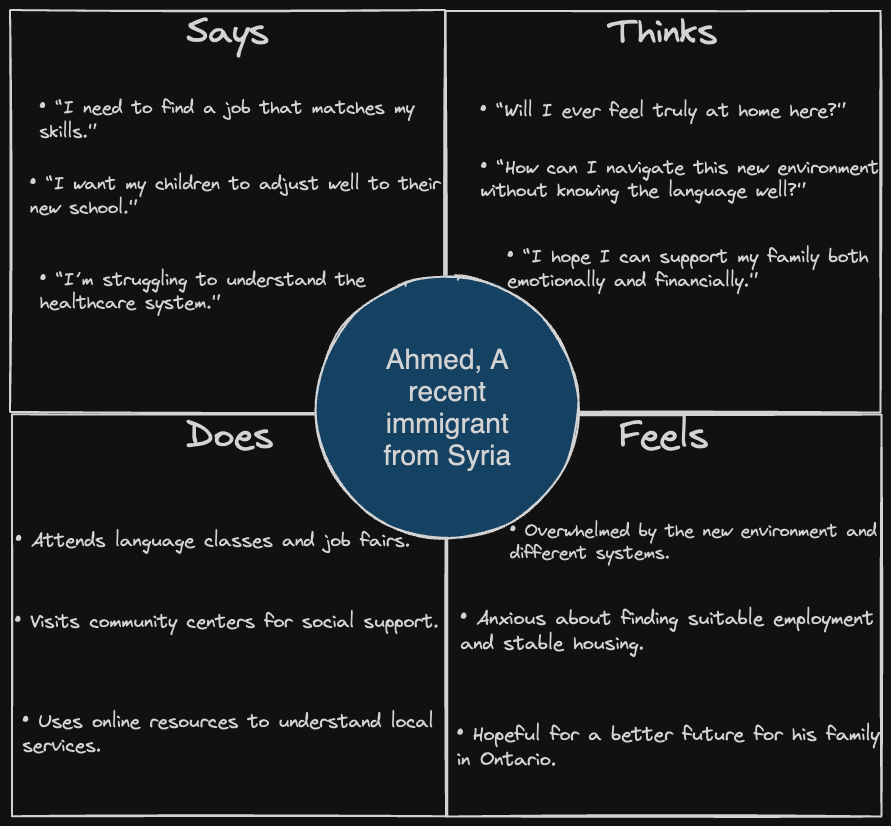 Says
• "I need to find a job that matches my
skills."
• "I want my children to adjust well to their
new school."
• "I'm struggling to understand the
healthcare system."
Thinks
• "Will I ever feel truly at home here?"
• "How can I navigate this new environment
without knowing the language well?"
• "I hope I can support my family both
emotionally and financially."
Ahmed, A
recent
immigrant
from Syria
Does
• Attends language classes and job fairs.
• Visits community centers for social support.
• Uses online resources to understand local
services.
Feels
• Overwhelmed by the new environment and
different systems.
• Anxious about finding suitable employment
and stable housing.
• Hopeful for a better future for his family
in Ontario.